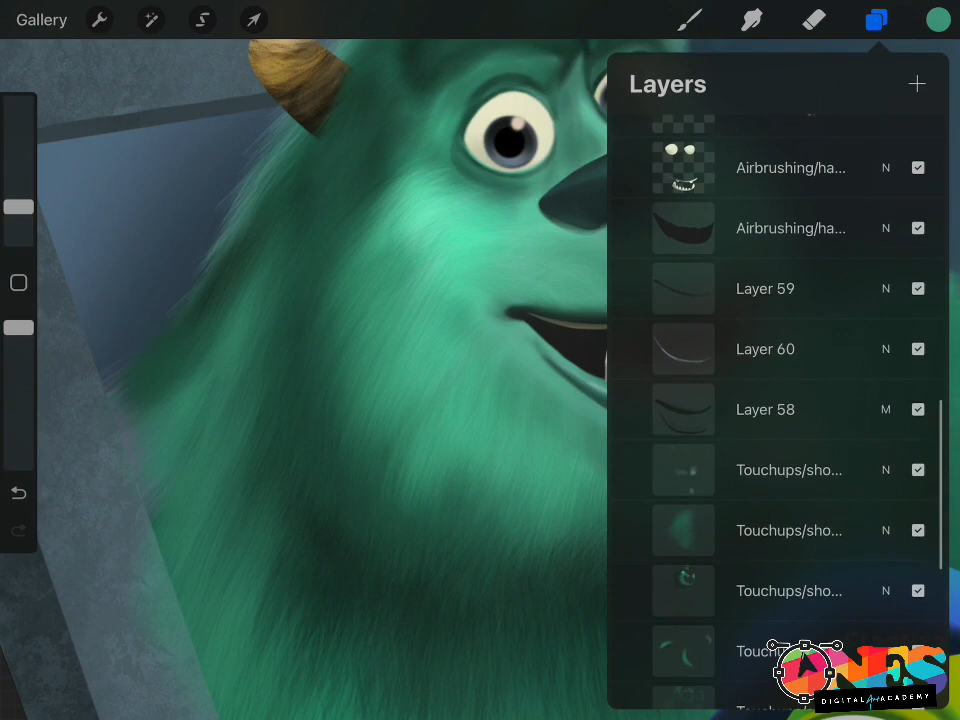 Gallery
Layers
Airbrushing/ha... N
Airbrushing/ha... N
Layer 59 N
Layer 60 N
Layer 58 M
Touchups/sho... N
Touchups/sho... N
Touchups/sho... N
NES
DIGITAL Art ACADEMY